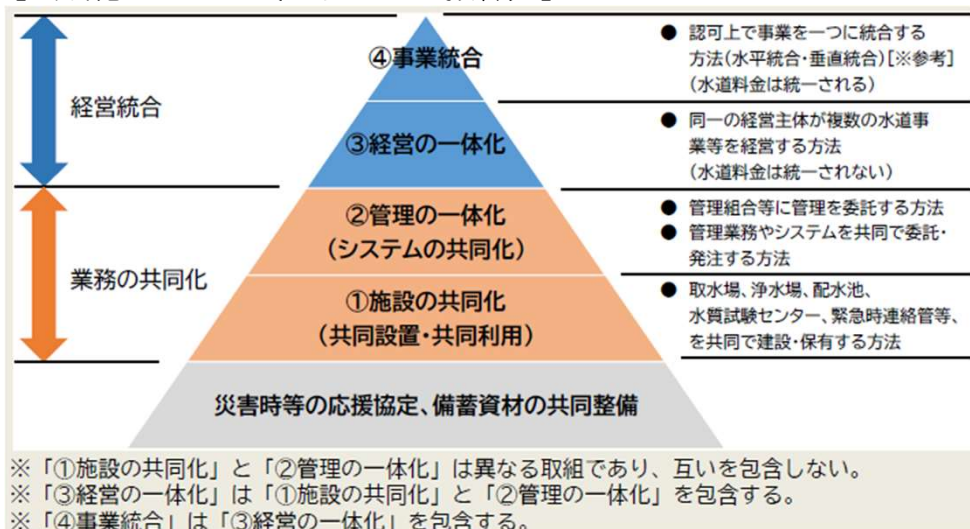 ④事業統合
③経営の一体化
②管理の一体化
(システムの共同化)
①施設の共同化
(共同設置・共同利用)
災害時等の応援協定、備蓄資材の共同整備
経営統合
業務の共同化
● 認可上で事業を一つに統合する
方法(水平統合・垂直統合)[※参考]
(水道料金は統一される)
● 同一の経営主体が複数の水道事
業等を経営する方法
(水道料金は統一されない)
● 管理組合等に管理を委託する方法
● 管理業務やシステムを共同で委託・
発注する方法
● 取水場、浄水場、配水池、
水質試験センター、緊急時連絡管等、
を共同で建設・保有する方法
※「①施設の共同化」と「②管理の一体化」は異なる取組であり、互いを包含しない。
※「③経営の一体化」は「①施設の共同化」と「②管理の一体化」を包含する。
※「④事業統合」は「③経営の一体化」を包含する。